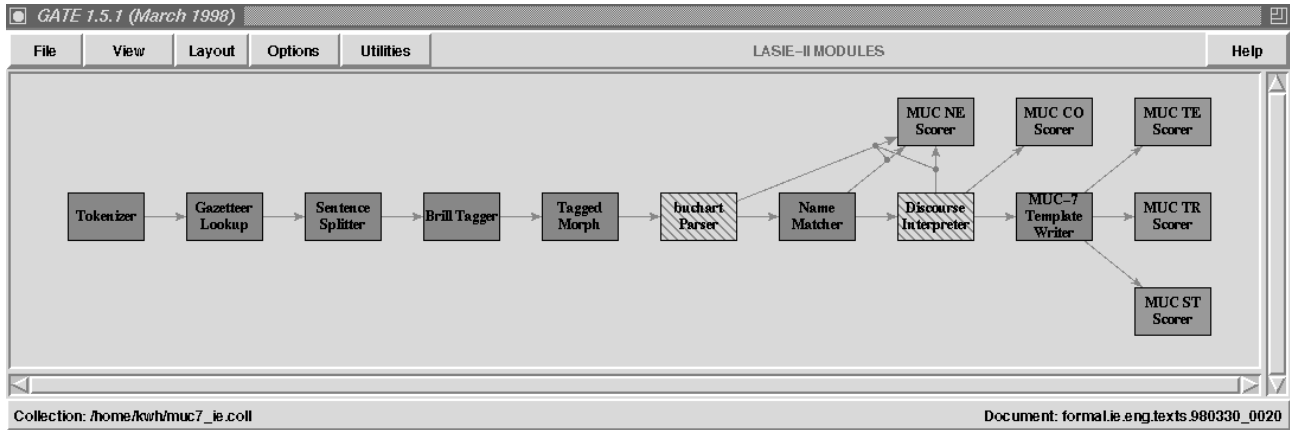 GATE 1.5.1 (March 1998)
File View Layout Options Utilities LASIE-II MODULES Help
MUC NE
Scorer
MUC CO
Scorer
MUC TE
Scorer
Tokenizer
Gazetteer
Lookup
Sentence
Splitter
Brill Tagger
Tagged
Morph
buchart
Parser
Name
Matcher
Discourse
Interpreter
MUC-7
Template
Writer
MUC TR
Scorer
MUC ST
Scorer
Collection: /home/kwh/muc7_ie.coll Document: formal.ie.eng.texts.980330_0020